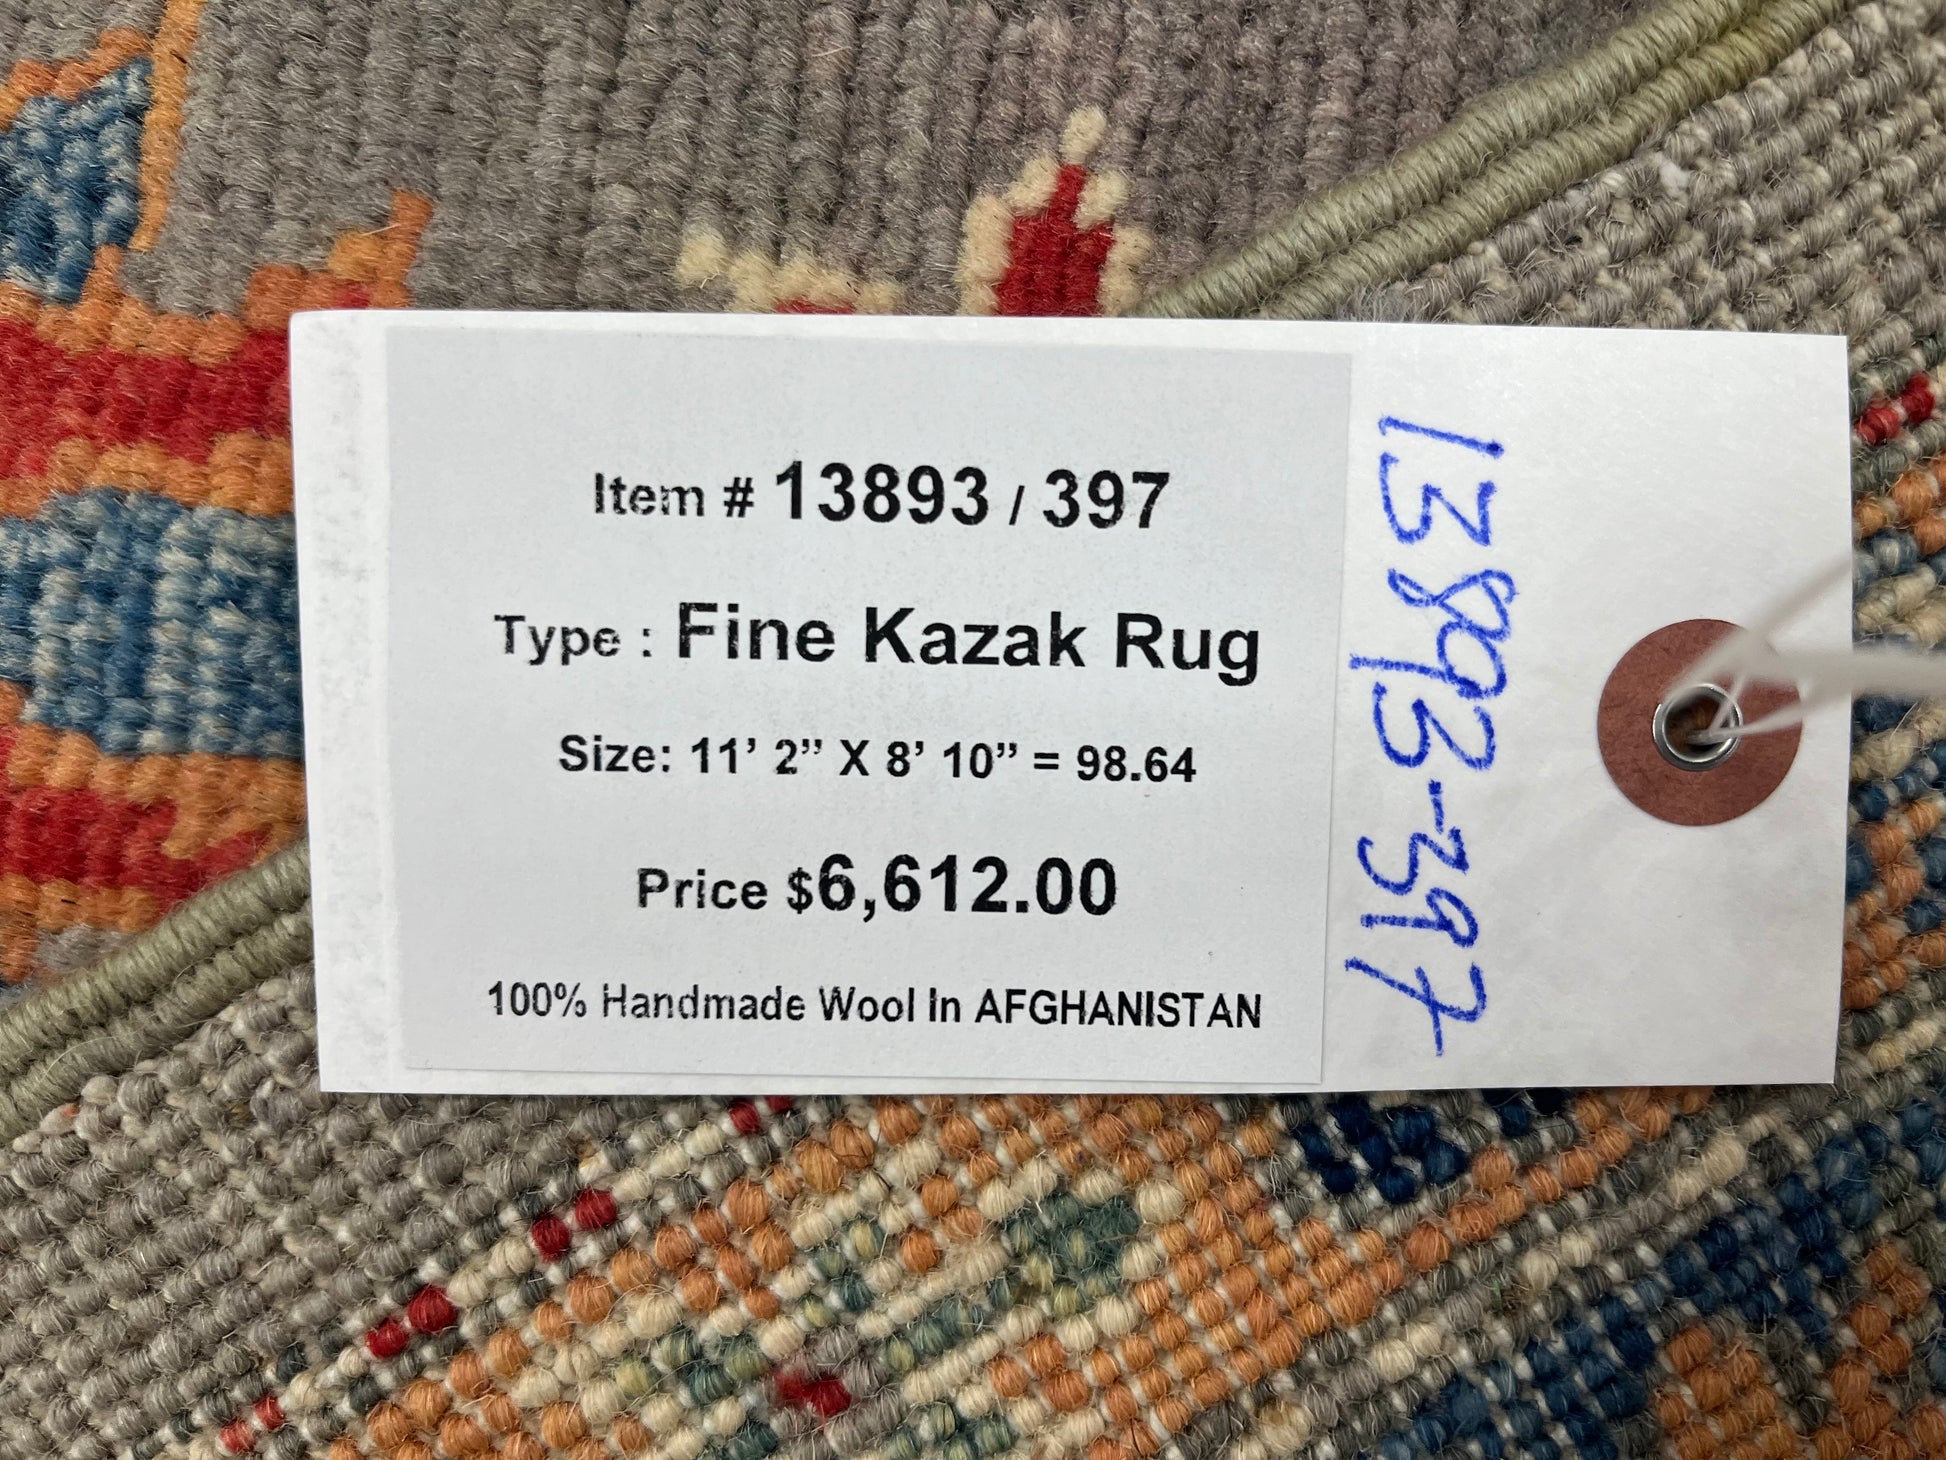 Item # 13893 / 397
Type : Fine Kazak Rug
Size: 11’ 2” X 8’ 10” = 98.64
Price $6,612.00
100% Handmade Wool In AFGHANISTAN
13893-397